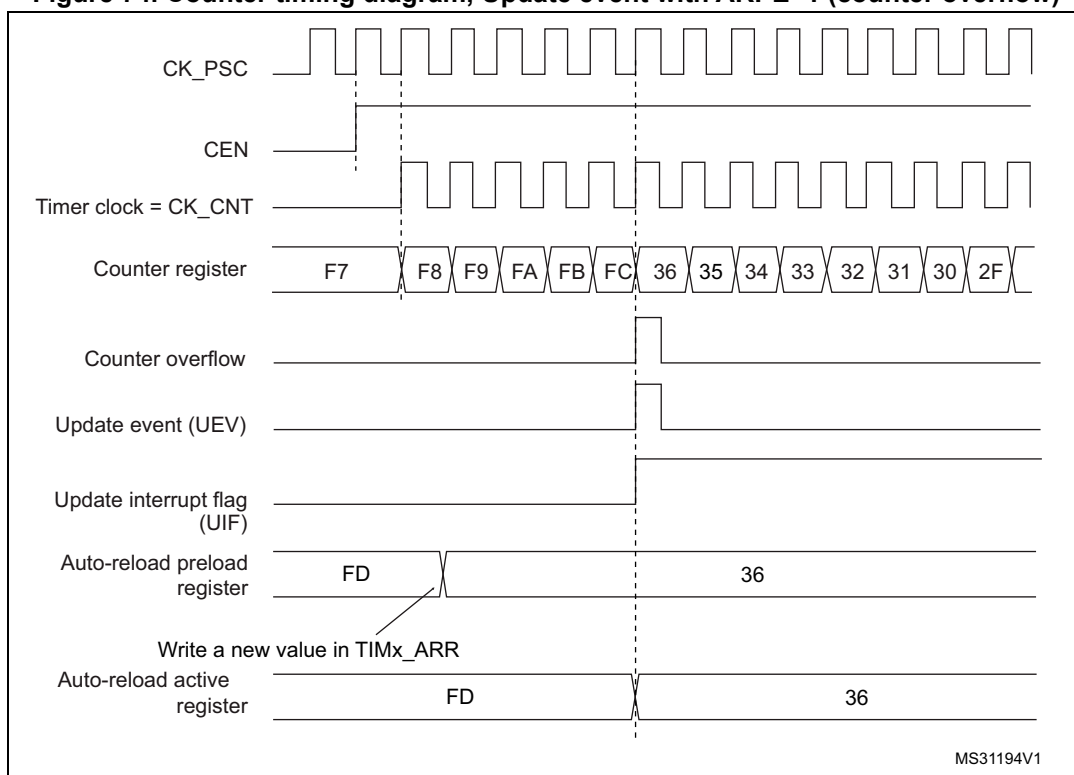 CK_PSC
CEN
Timer clock = CK_CNT
Counter register F7 F8 F9 FA FB FC 36 35 34 33 32 31 30 2F
Counter overflow
Update event (UEV)
Update interrupt flag
(UIF)
Auto-reload preload
register
FD 36
Write a new value in TIMx_ARR
Auto-reload active
register
FD 36
MS31194V1